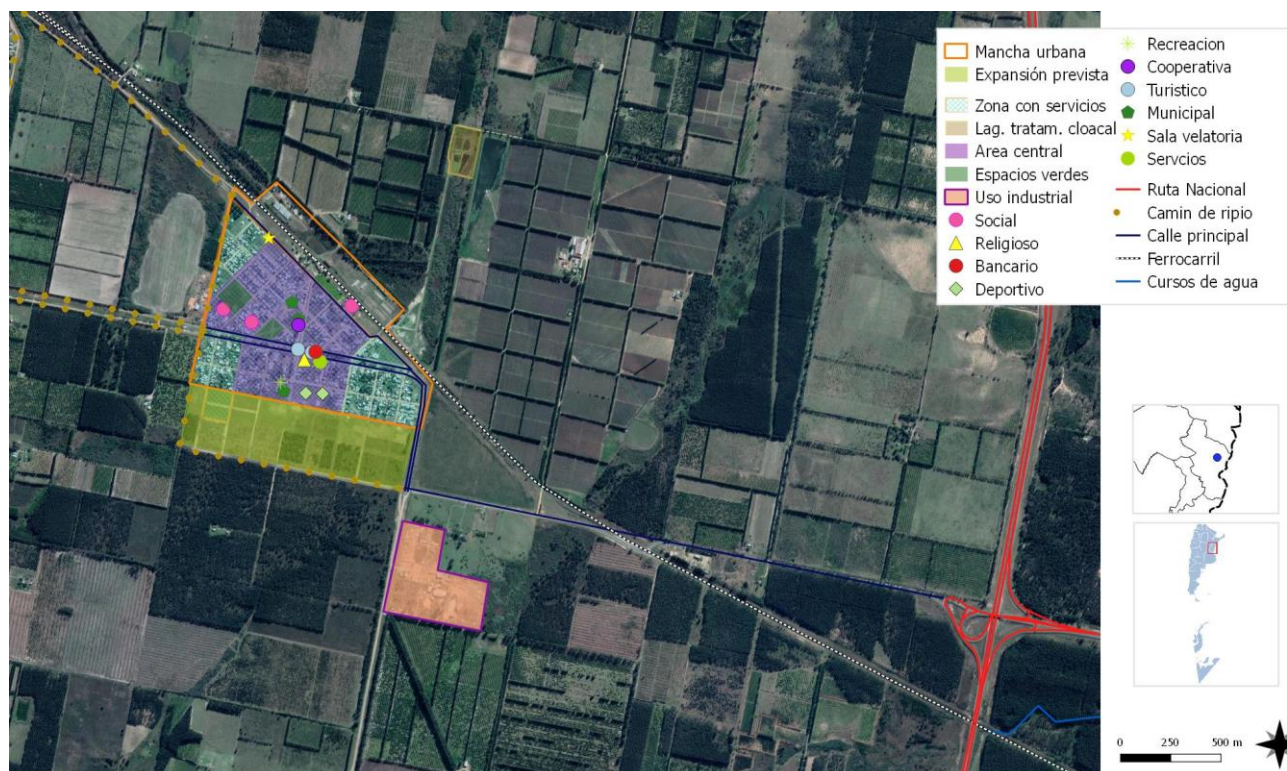 Mancha urbana
Expansión prevista
Zona con servicios
Lag. tratam. cloacal
Area central
Espacios verdes
Uso industrial
Social
Religioso
Bancario
Deportivo
Recreacion
Cooperativa
Turistico
Municipal
Sala velatoria
Servcios
Ruta Nacional
Camin de ripio
Calle principal
Ferrocarril
Cursos de agua
0 250 500 m